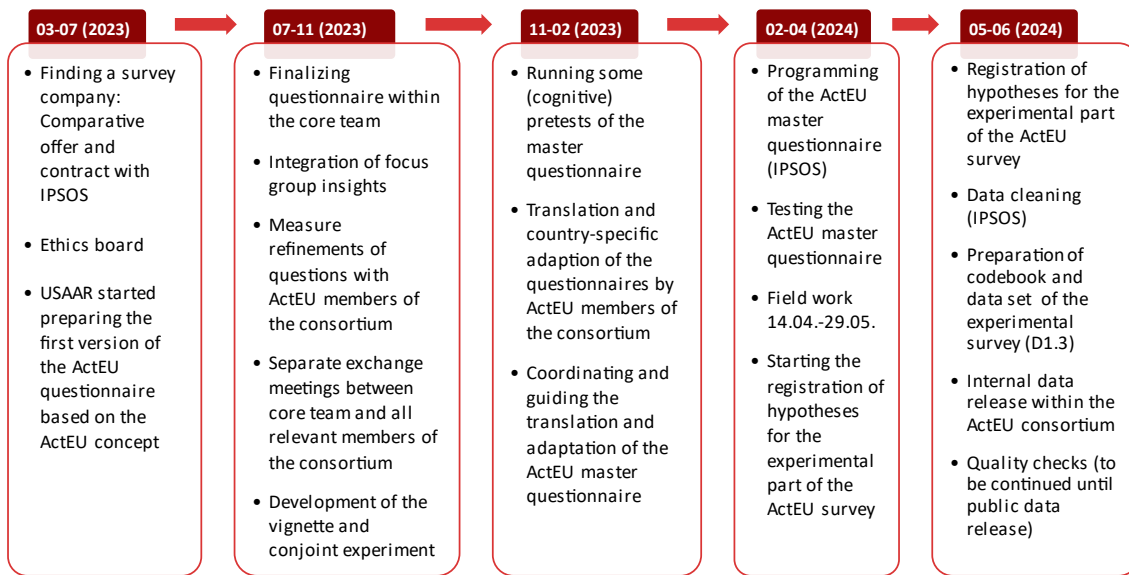 03-07 (2023)
• Finding a survey
company:
Comparative
offer and
contract with
IPSOS
• Ethics board
• USAAR started
preparing the
first version of
the ActEU
questionnaire
based on the
ActEU concept
07-11 (2023)
• Finalizing
questionnaire within
the core team
• Integration of focus
group insights
• Measure
refinements of
questions with
ActEU members of
the consortium
• Separate exchange
meetings between
core team and all
relevant members of
the consortium
• Development of the
vignette and
conjoint experiment
11-02 (2023)
• Running some
(cognitive)
pretests of the
master
questionnaire
• Translation and
country-specific
adaption of the
questionnaires by
ActEU members of
the consortium
• Coordinating and
guiding the
translation and
adaptation of the
ActEU master
questionnaire
02-04 (2024)
• Programming
of the ActEU
master
questionnaire
(IPSOS)
• Testing the
ActEU master
questionnaire
• Field work
14.04.-29.05.
• Starting the
registration of
hypotheses
for the
experimental
part of the
ActEU survey
05-06 (2024)
• Registration of
hypotheses for the
experimental part
of the ActEU
survey
• Data cleaning
(IPSOS)
• Preparation of
codebook and
data set of the
experimental
survey (D1.3)
• Internal data
release within the
ActEU consortium
• Quality checks (to
be continued until
public data
release)